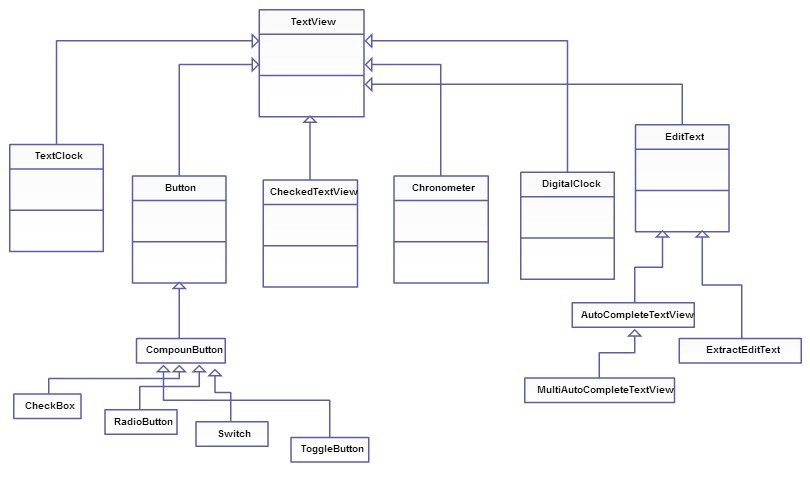 TextView
EditText
TextClock
Button
CheckedTextView
Chronometer
DigitalClock
AutoCompleteTextView
CompounButton
ExtractEditText
MultiAutoCompleteTextView
CheckBox
RadioButton
Switch
ToggleButton